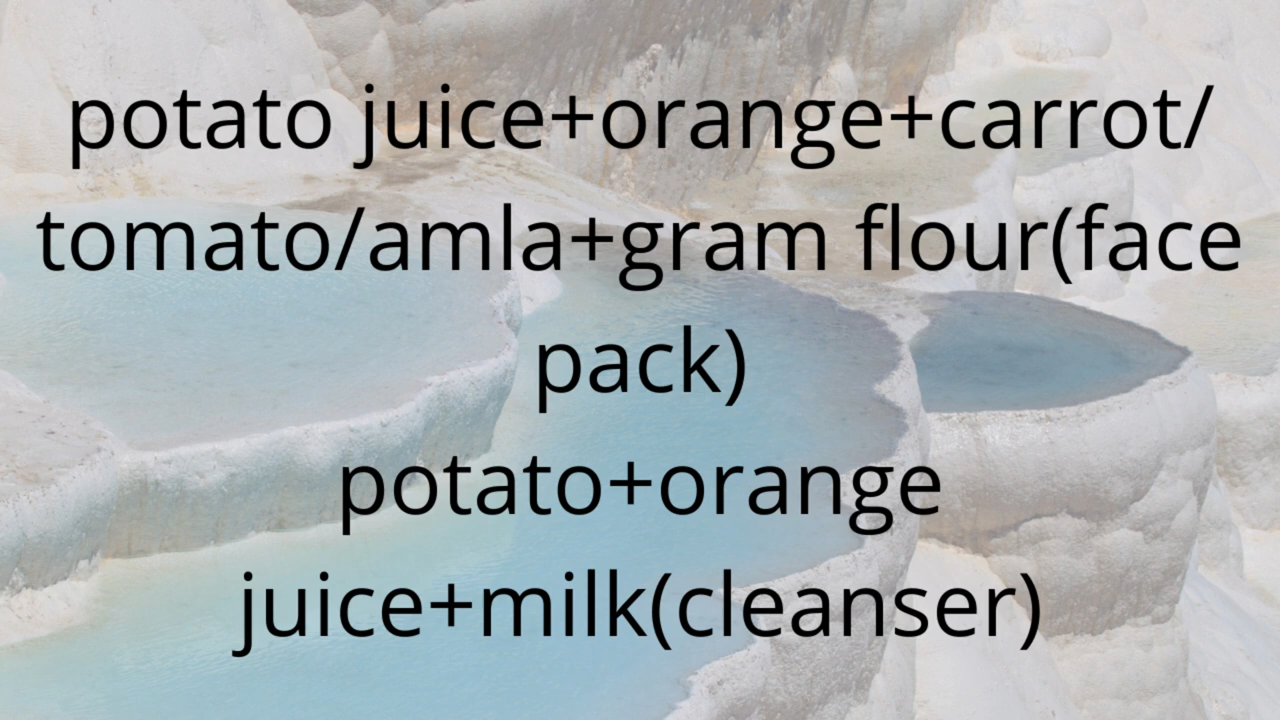 potato juice+orange+carrot/
tomato/amla+gram flour(face
pack)
potato+orange
juice+milk(cleanser)